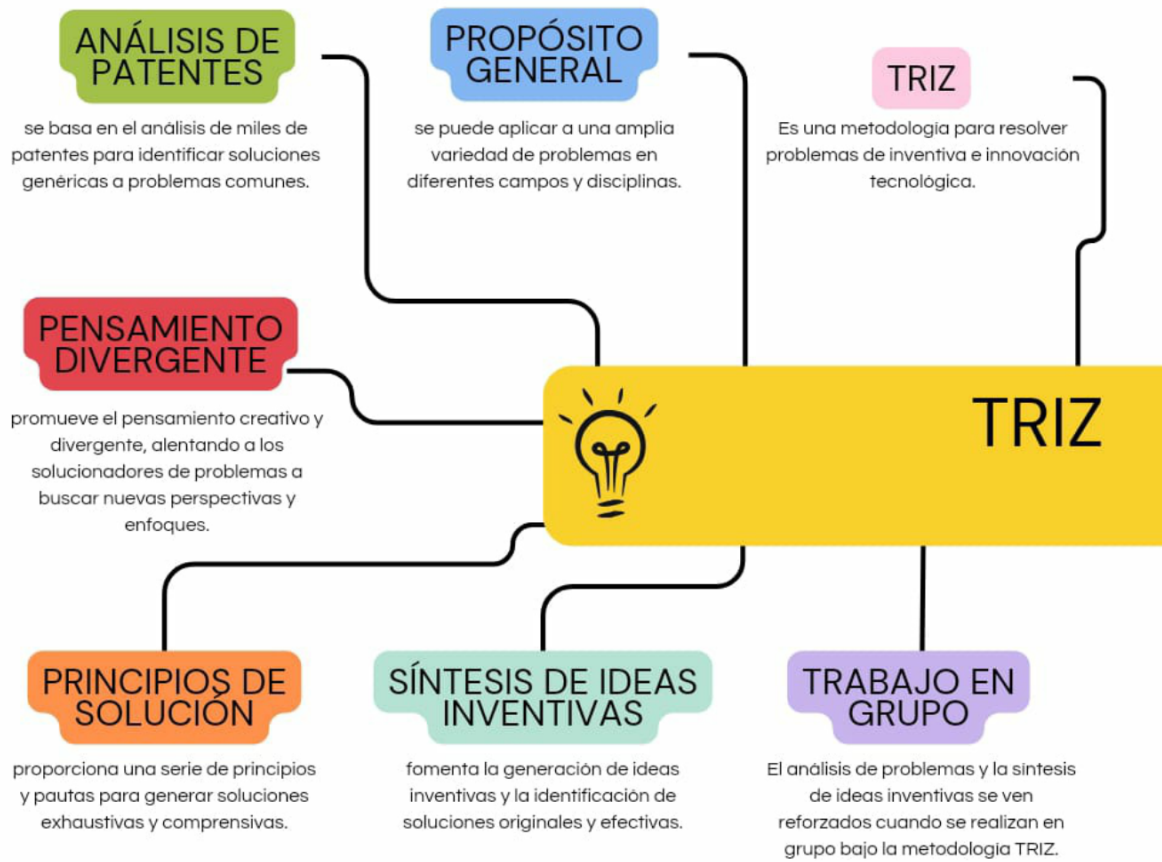 ANÁLISIS DE
PATENTES
se basa en el análisis de miles de
patentes para identificar soluciones
genéricas a problemas comunes.
PROPÓSITO
GENERAL
se puede aplicar a una amplia
variedad de problemas en
diferentes campos y disciplinas.
TRIZ
Es una metodología para resolver
problemas de inventiva e innovación
tecnológica.
PENSAMIENTO
DIVERGENTE
promueve el pensamiento creativo y
divergente, alentando a los
solucionadores de problemas a
buscar nuevas perspectivas y
enfoques.
TRIZ
PRINCIPIOS DE
SOLUCIÓN
proporciona una serie de principios
y pautas para generar soluciones
exhaustivas y comprensivas.
SÍNTESIS DE IDEAS
INVENTIVAS
fomenta la generación de ideas
inventivas y la identificación de
soluciones originales y efectivas.
TRABAJO EN
GRUPO
El análisis de problemas y la síntesis
de ideas inventivas se ven
reforzados cuando se realizan en
grupo bajo la metodología TRIZ.